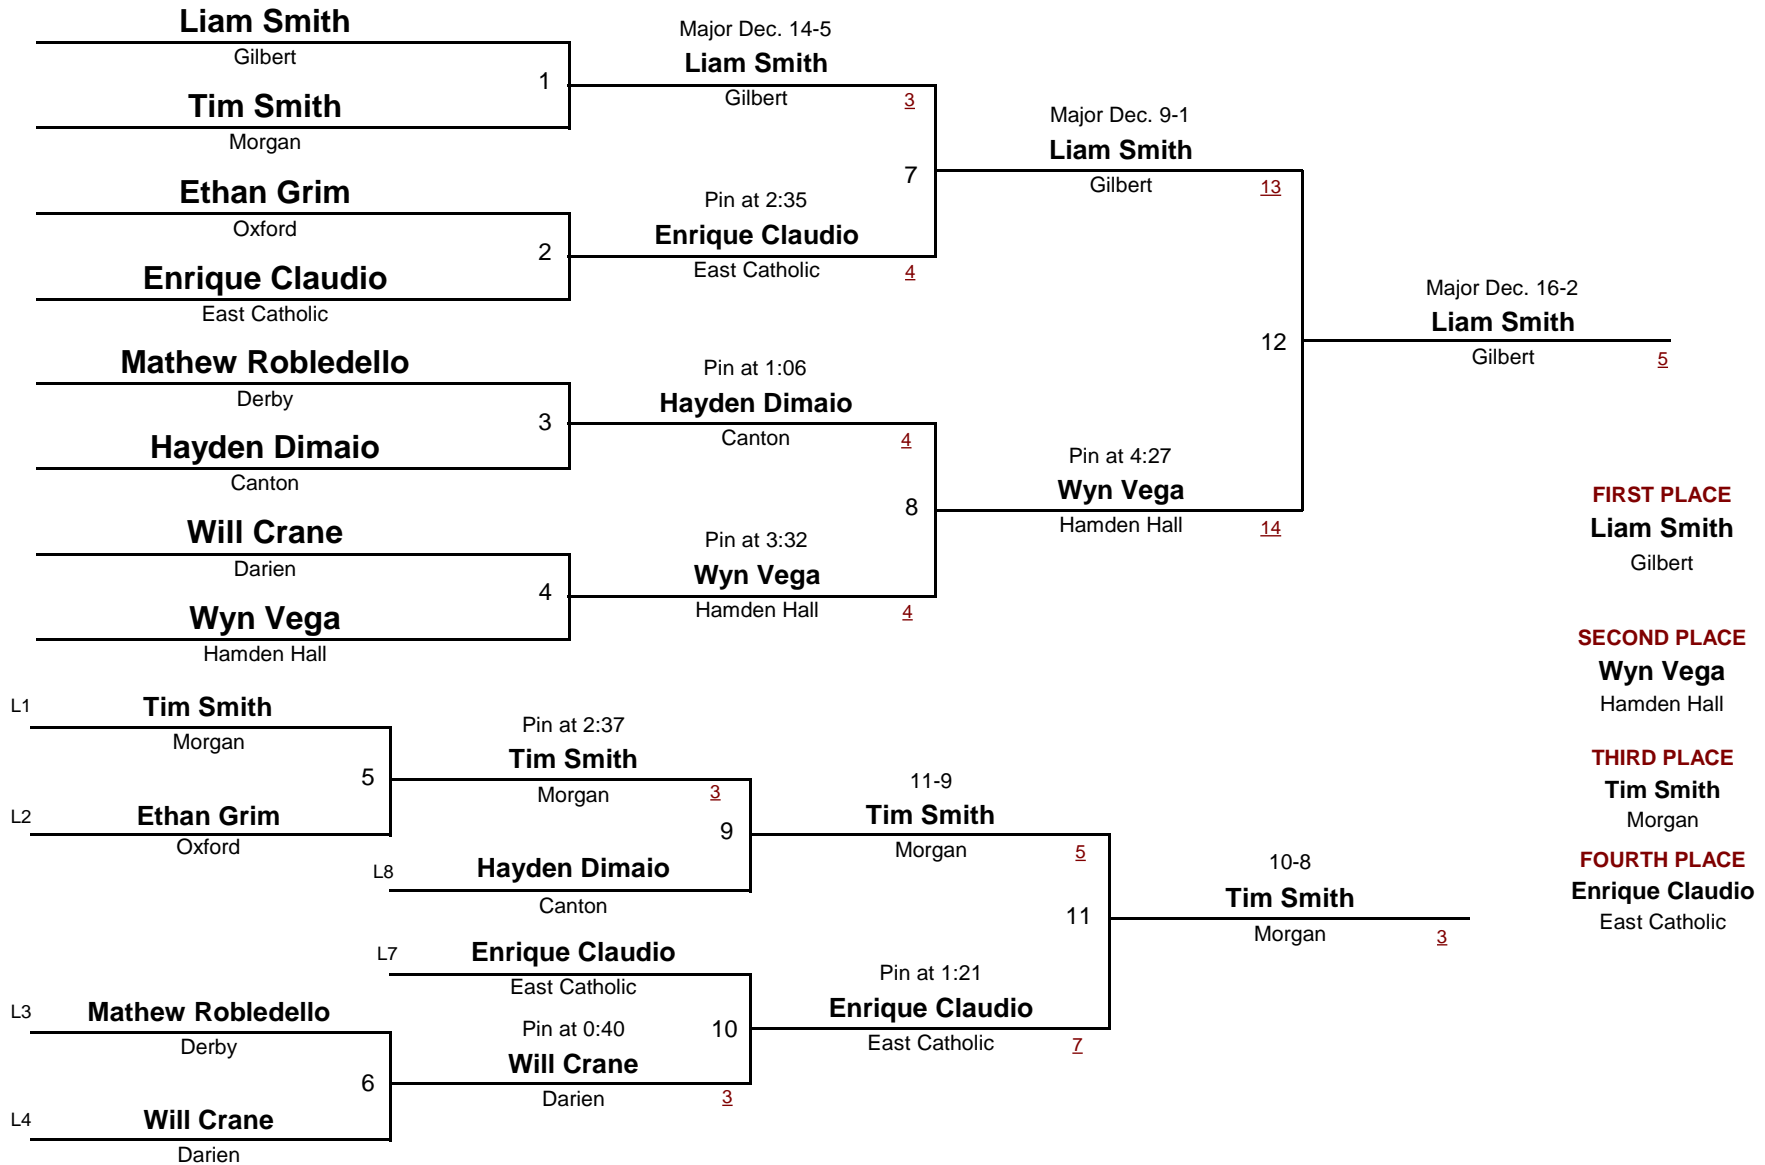 Liam Smith
Gilbert
1
Tim Smith
Morgan
Ethan Grim
Oxford
2
Enrique Claudio
East Catholic
Mathew Robledello
Derby
3
Hayden Dimaio
Canton
Will Crane
Darien
4
Wyn Vega
Hamden Hall
Major Dec. 14-5
Liam Smith
Gilbert
3
7
Pin at 2:35
Enrique Claudio
East Catholic
4
Pin at 1:06
Hayden Dimaio
Canton
4
8
Pin at 3:32
Wyn Vega
Hamden Hall
4
Major Dec. 9-1
Liam Smith
Gilbert
13
12
Pin at 4:27
Wyn Vega
Hamden Hall
14
Major Dec. 16-2
Liam Smith
Gilbert
5
FIRST PLACE
Liam Smith
Gilbert
SECOND PLACE
Wyn Vega
Hamden Hall
THIRD PLACE
Tim Smith
Morgan
FOURTH PLACE
Enrique Claudio
East Catholic
L1
Tim Smith
Morgan
5
L2
Ethan Grim
Oxford
Pin at 2:37
Tim Smith
Morgan
3
9
L8
Hayden Dimaio
Canton
L7
Enrique Claudio
East Catholic
10
L3
Mathew Robledello
Derby
6
L4
Will Crane
Darien
Pin at 0:40
Will Crane
Darien
3
11-9
Tim Smith
Morgan
5
11
Pin at 1:21
Enrique Claudio
East Catholic
7
10-8
Tim Smith
Morgan
3